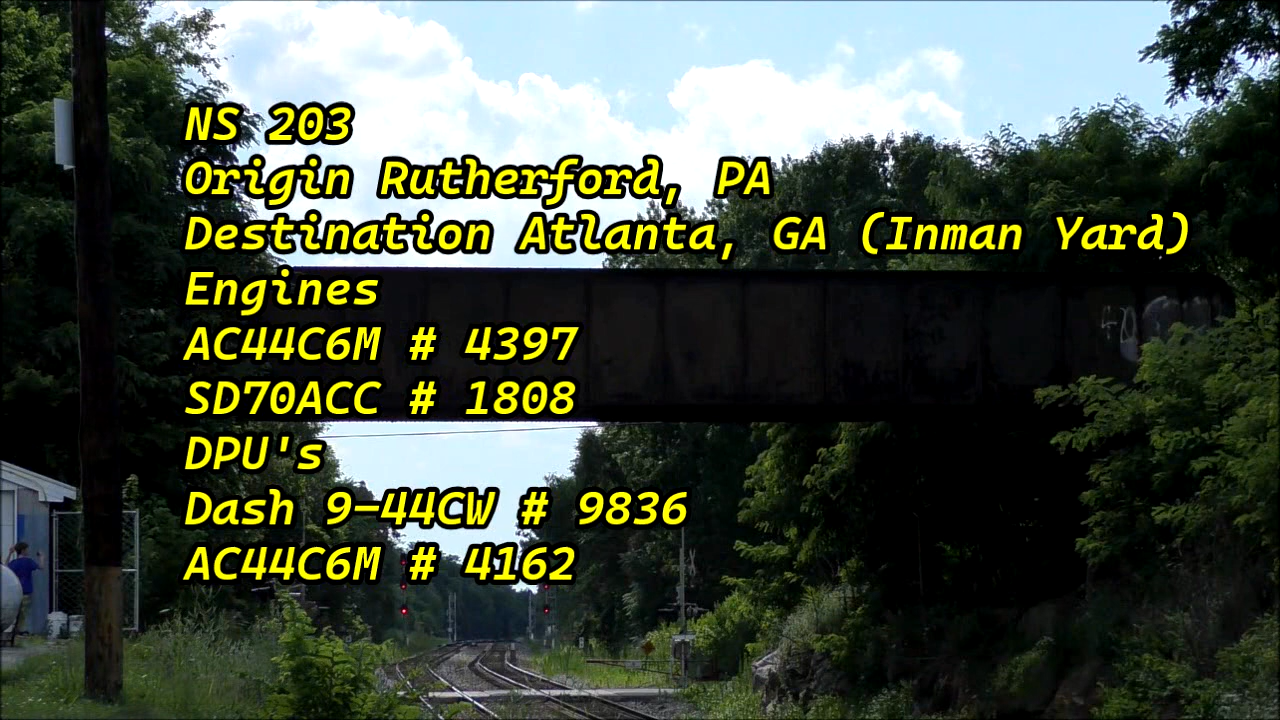 NS 203
Origin Rutherford, PA
Destination Atlanta, GA (Inman Yard)
Engines
AC44C6M # 4397
SD70ACC # 1808
DPU's
Dash 9-44CW # 9836
AC44C6M # 4162